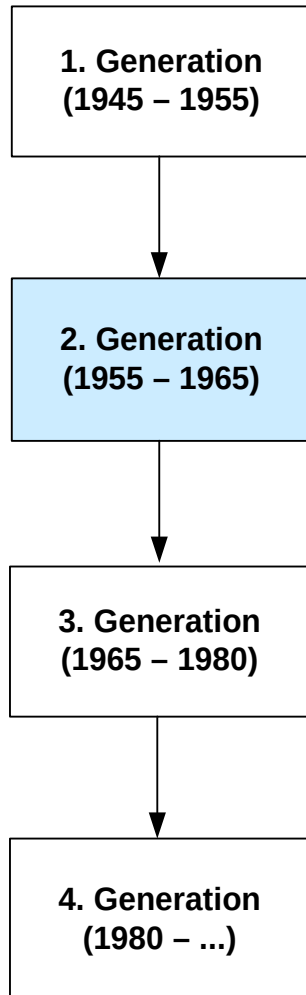 1. Generation
(1945 – 1955)
2. Generation
(1955 – 1965)
3. Generation
(1965 – 1980)
4. Generation
(1980 – ...)